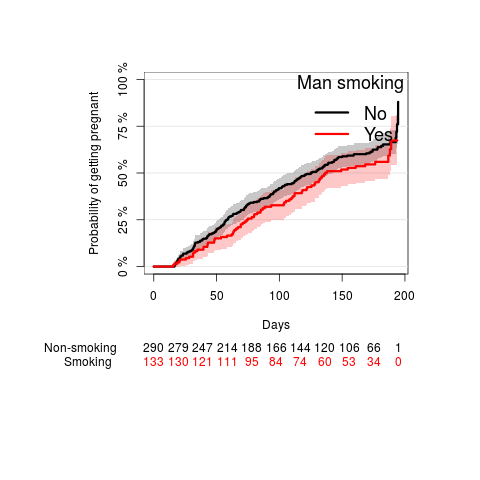 Man smoking
No
Yes
Probability of getting pregnant
100 %
75 %
50 %
25 %
0 %
0 50 100 150 200
Days
Non-smoking 290 279 247 214 188 166 144 120 106 66 1
Smoking 133 130 121 111 95 84 74 60 53 34 0